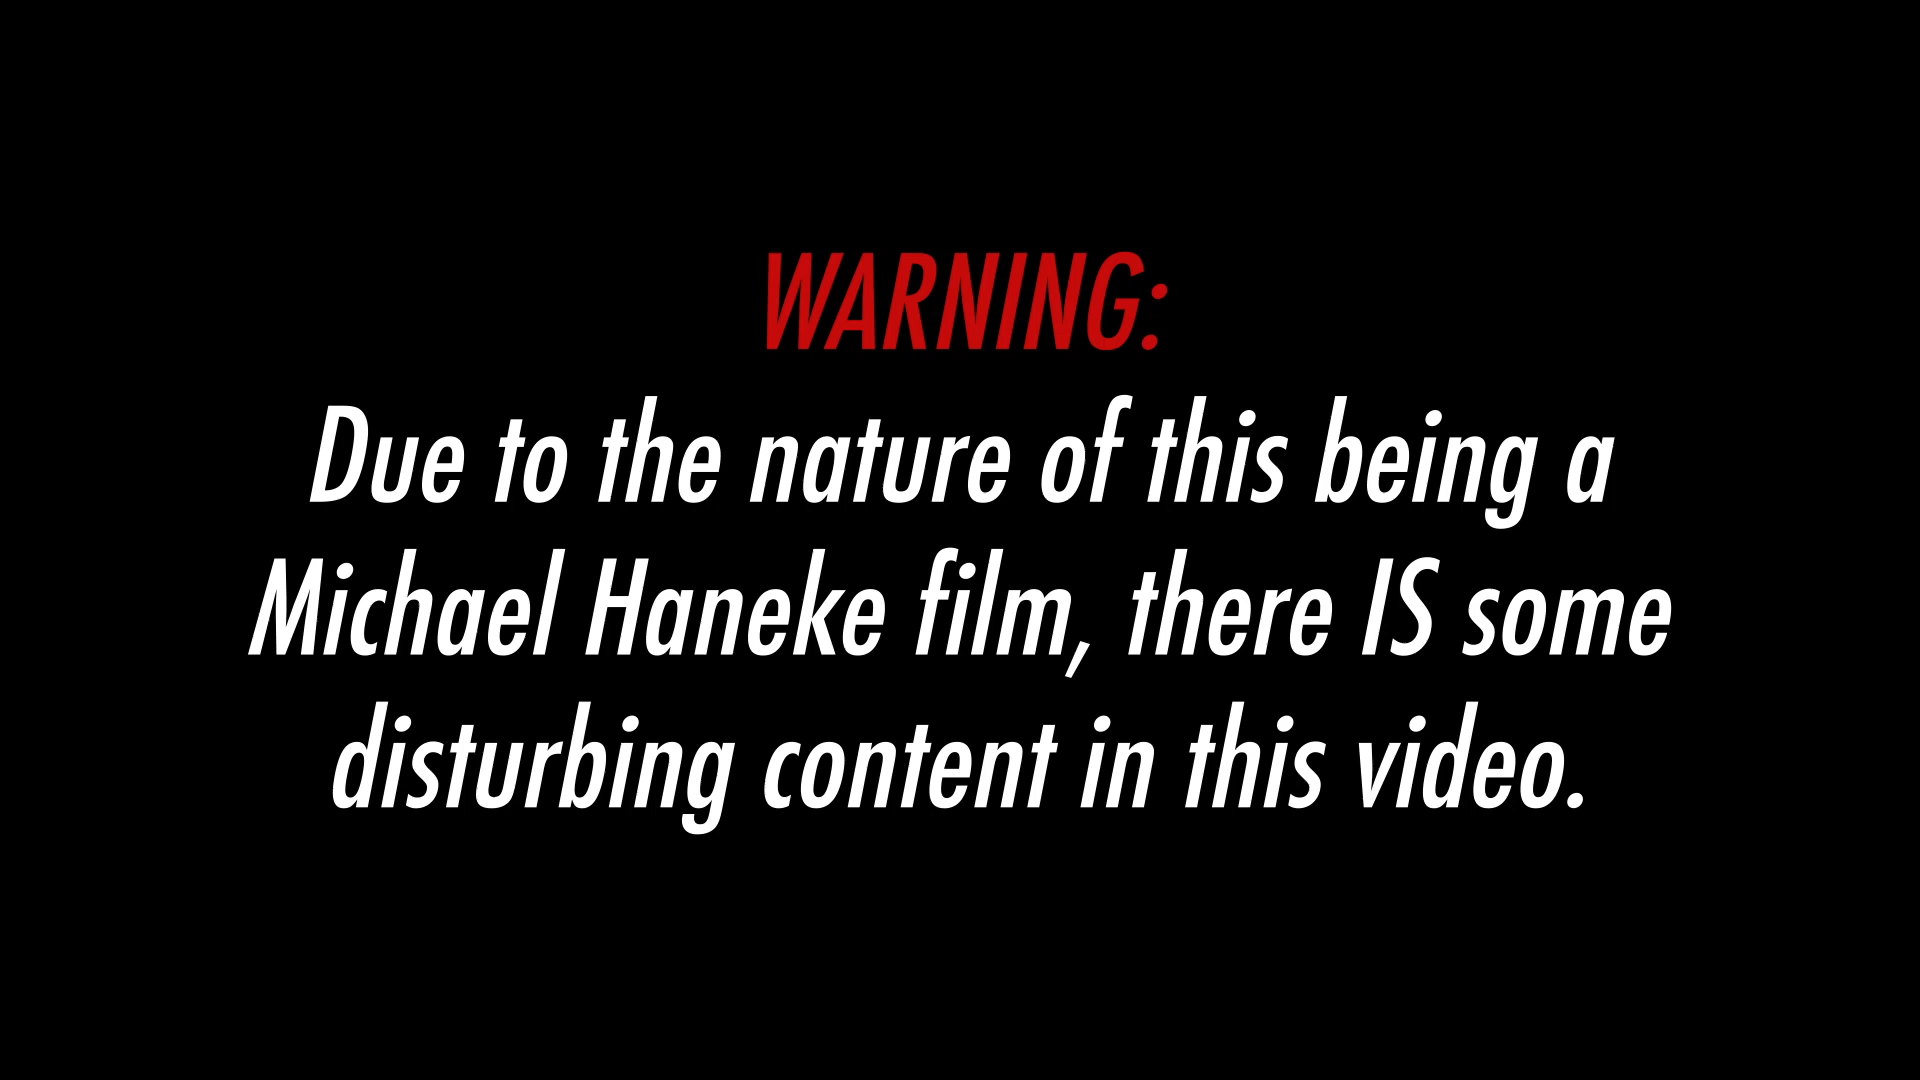 WARNING:
Due to the nature of this being a
Michael Haneke film, there IS some
disturbing content in this video.